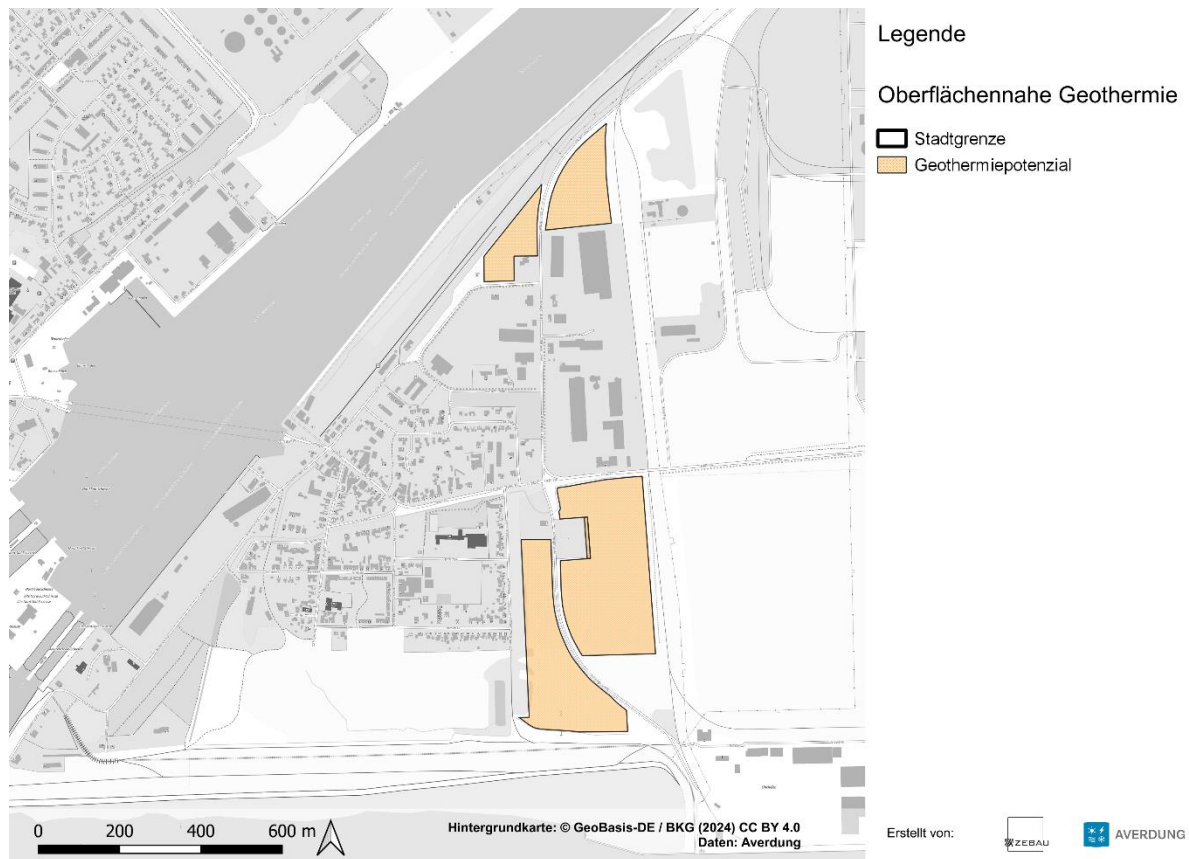 Legende
Oberflächennahe Geothermie
Stadtgrenze
Geothermiepotenzial
0 200 400 600 m
Hintergrundkarte: © GeoBasis-DE / BKG (2024) CC BY 4.0
Daten: Averdung
Erstellt von:
ZEBAU
AVERDUNG